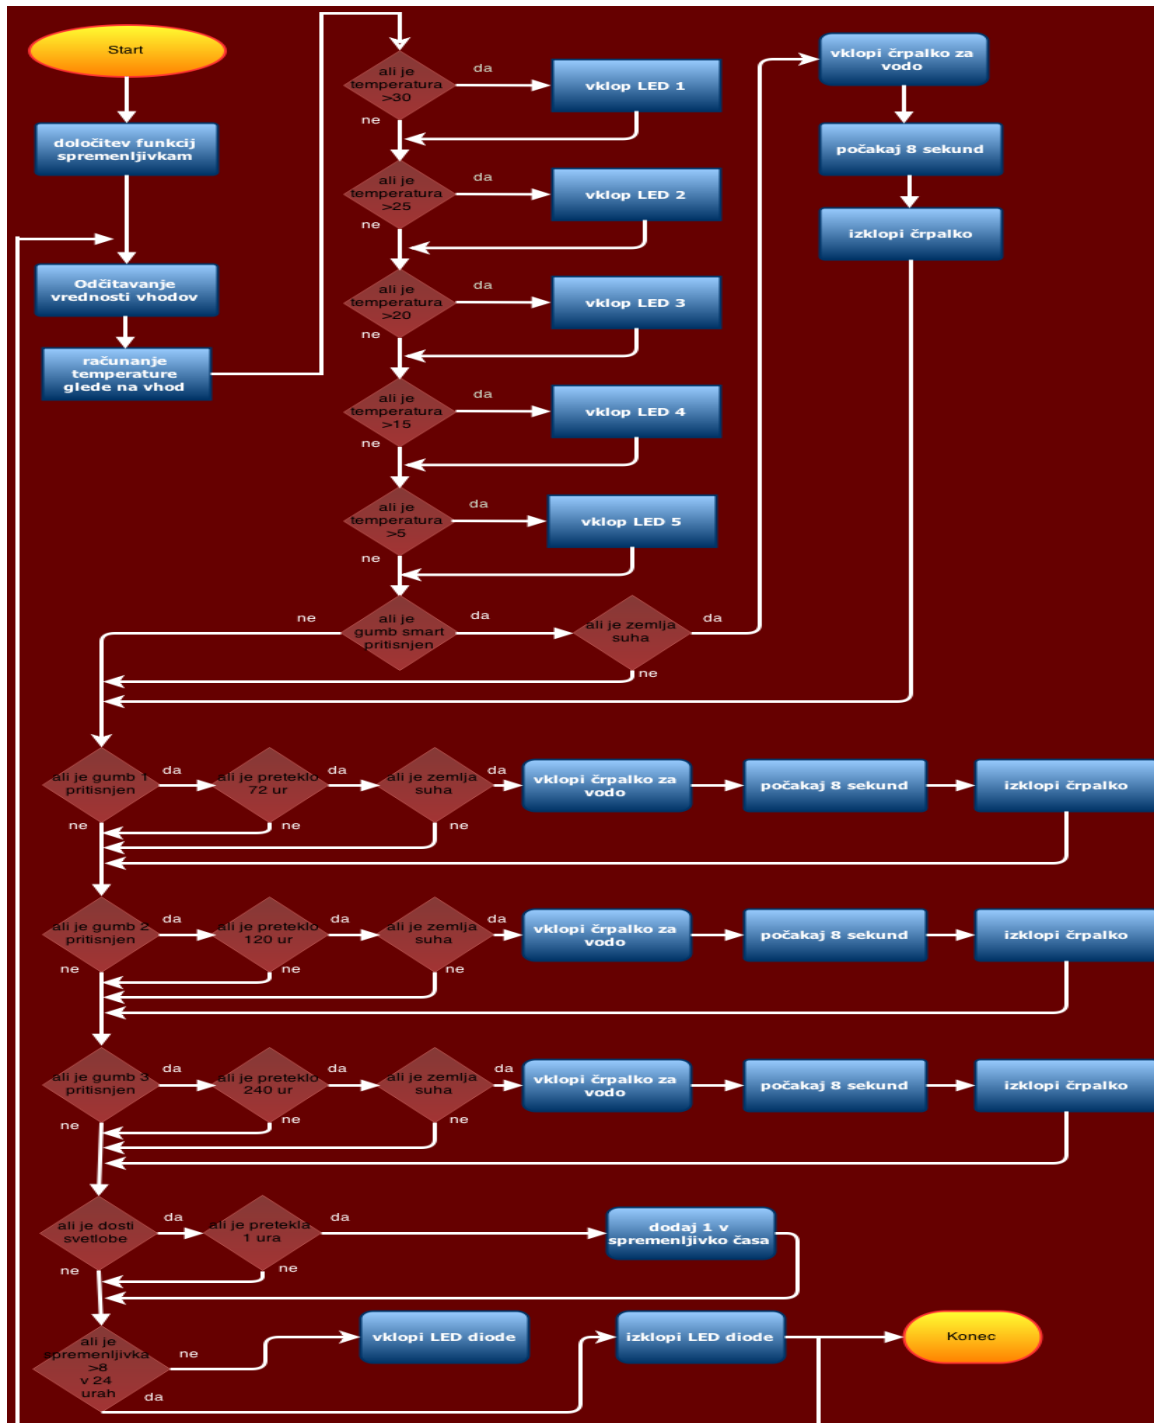 Start
določitev funkcij
spremenljivkam
Odčitavanje
vrednosti vhodov
računanje
temperature
glede na vhod
ali je
temperatura
>30
da
ne
vklop LED 1
ali je
temperatura
>25
da
ne
vklop LED 2
ali je
temperatura
>20
da
ne
vklop LED 3
ali je
temperatura
>15
da
ne
vklop LED 4
ali je
temperatura
>5
da
ne
vklop LED 5
ali je
gumb smart
pritisnjen
ne
da
ali je zemlja
suha
da
ne
vklopi črpalko za
vodo
počakaj 8 sekund
izklopi črpalko
ali je gumb 1
pritisnjen
da
ne
ali je preteklo
72 ur
da
ne
ali je zemlja
suha
da
ne
vklopi črpalko za
vodo
počakaj 8 sekund
izklopi črpalko
ali je gumb 2
pritisnjen
da
ne
ali je preteklo
120 ur
da
ne
ali je zemlja
suha
da
ne
vklopi črpalko za
vodo
počakaj 8 sekund
izklopi črpalko
ali je gumb 3
pritisnjen
da
ne
ali je preteklo
240 ur
da
ne
ali je zemlja
suha
da
ne
vklopi črpalko za
vodo
počakaj 8 sekund
izklopi črpalko
ali je dosti
svetlobe
da
ne
ali je pretekla
1 ura
da
ne
dodaj 1 v
spremenljivko časa
ali je
spremenljivka
>8
v 24
urah
ne
da
vklopi LED diode
izklopi LED diode
Konec